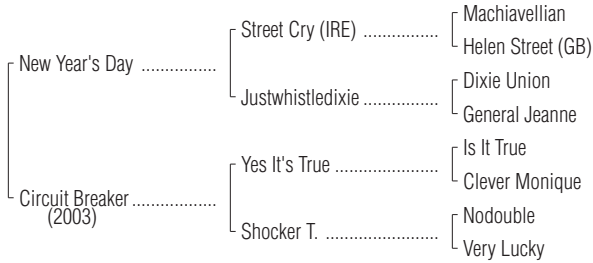 Machiavellian
Street Cry (IRE) ................
Helen Street (GB)
New Year's Day ................
Dixie Union
Justwhistledixie ................
General Jeanne
Is It True
Yes It's True ......................
Clever Monique
Circuit Breaker..................
(2003)
Nodouble
Shocker T. ........................
Very Lucky